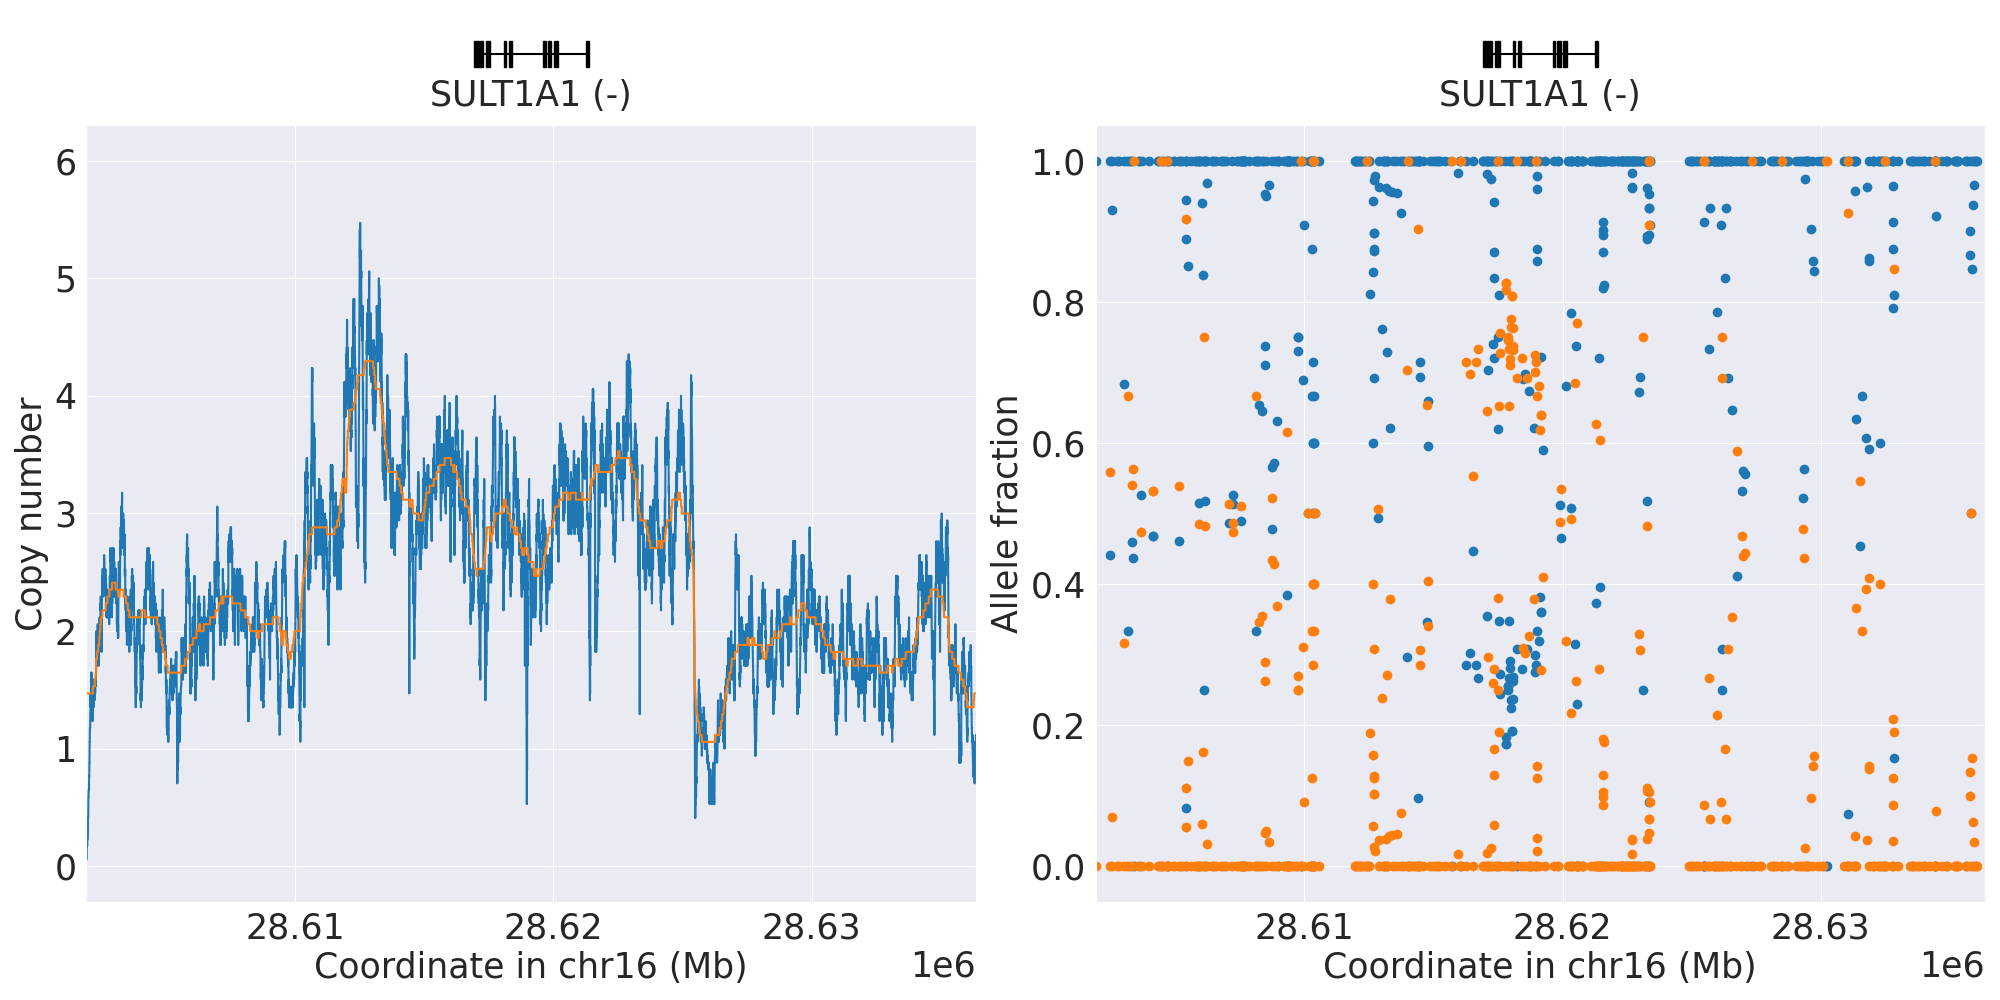 SULT1A1 (-)
Copy number
6
5
4
3
2
1
0
28.61
28.62
28.63
Coordinate in chr16 (Mb)
1e6
SULT1A1 (-)
Allele fraction
1.0
0.8
0.6
0.4
0.2
0.0
28.61
28.62
28.63
Coordinate in chr16 (Mb)
1e6